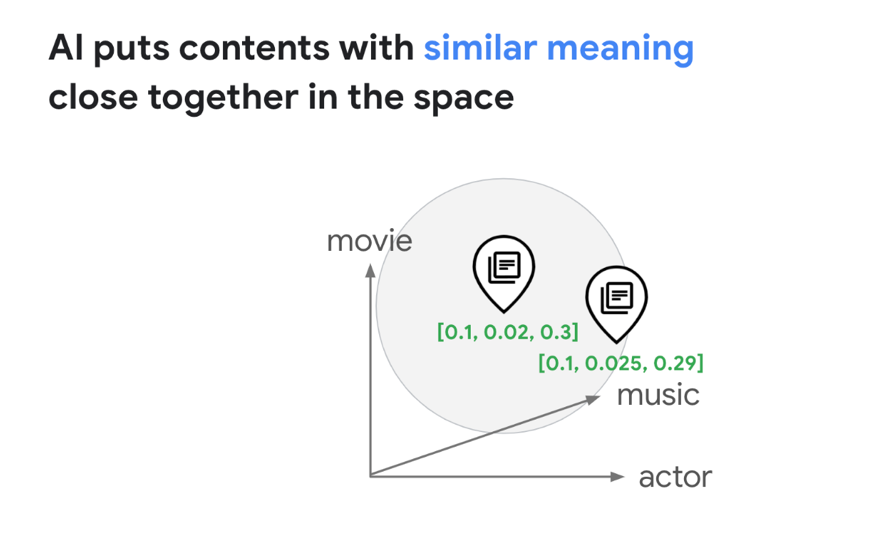 AI puts contents with similar meaning
close together in the space
movie
[0.1, 0.02, 0.3]
[0.1, 0.025, 0.29]
music
actor